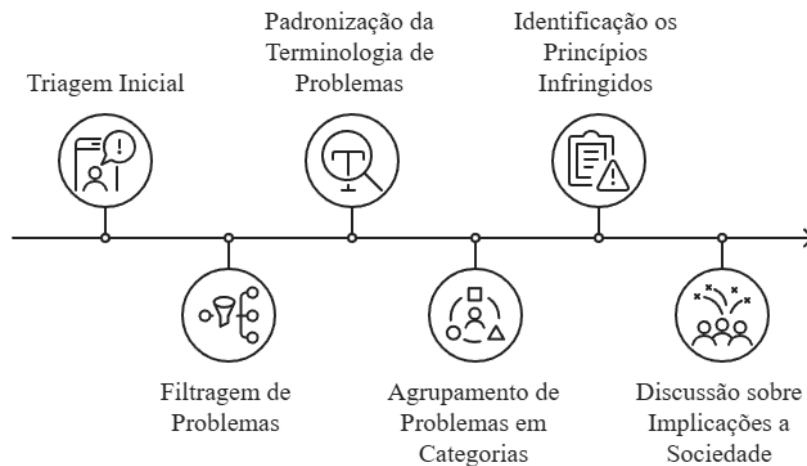 Triagem Inicial
Filtragem de
Problemas
Padronização da
Terminologia de
Problemas
Agrupamento de
Problemas em
Categorias
Identificação os
Princípios
Infringidos
Discussão sobre
Implicações a
Sociedade